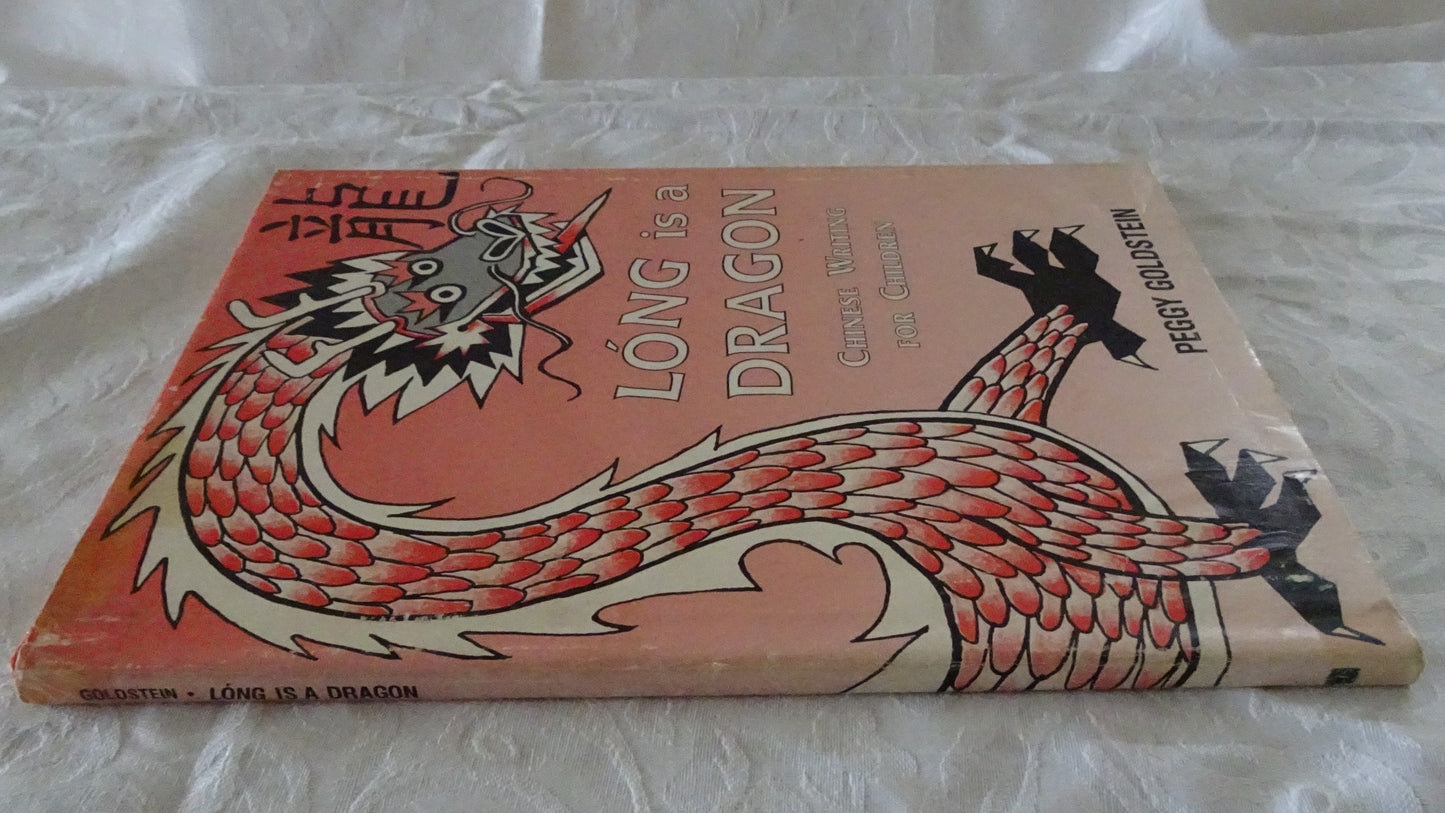 龍
LÓNG is a
DRAGON
CHINESE WRITING
FOR CHILDREN
PEGGY GOLDSTEIN
GOLDSTEIN • LÓNG IS A DRAGON